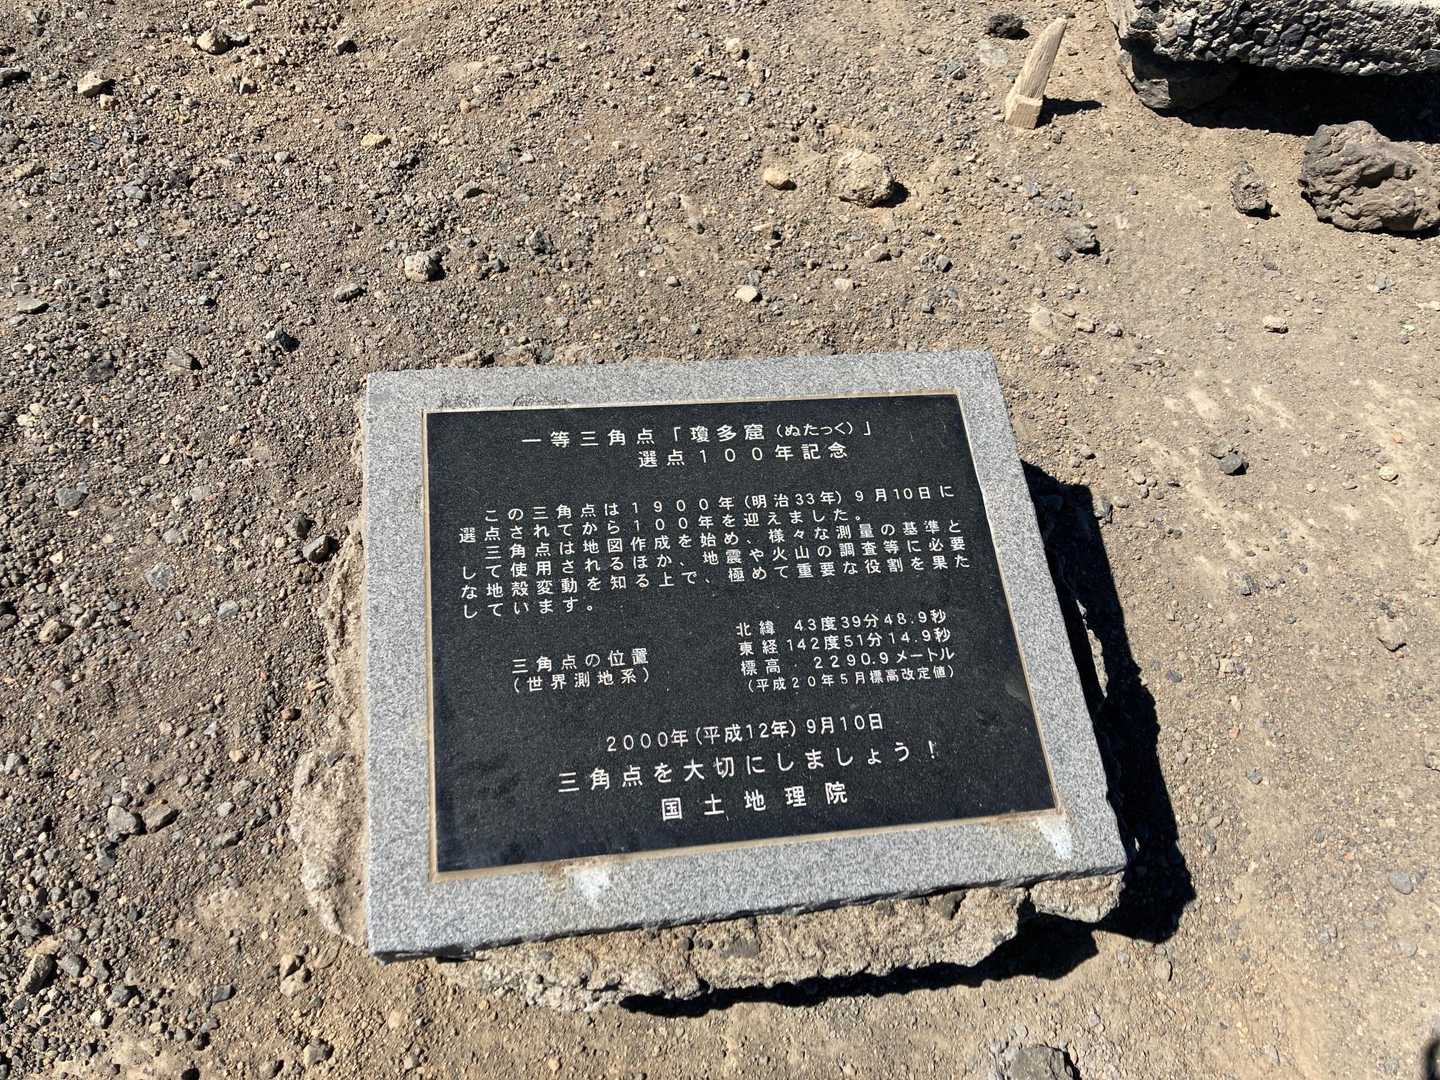 一等三角点「瓊多窟(ぬたっく)」
選点100年記念
この三角点は1900年(明治33年)9月10日に
選点されてから100年を迎えました。
三角点は地図作成を始め、様々な測量の基準と
して使用されるほか、地震や火山の調査等に必要
な地殻変動を知る上で、極めて重要な役割を果た
しています。
三角点の位置
(世界測地系)
北緯 43度39分48.9秒
東経142度51分14.9秒
標高 2290.9メートル
(平成20年5月標高改定値)
2000年(平成12年)9月10日
三角点を大切にしましょう!
国土地理院